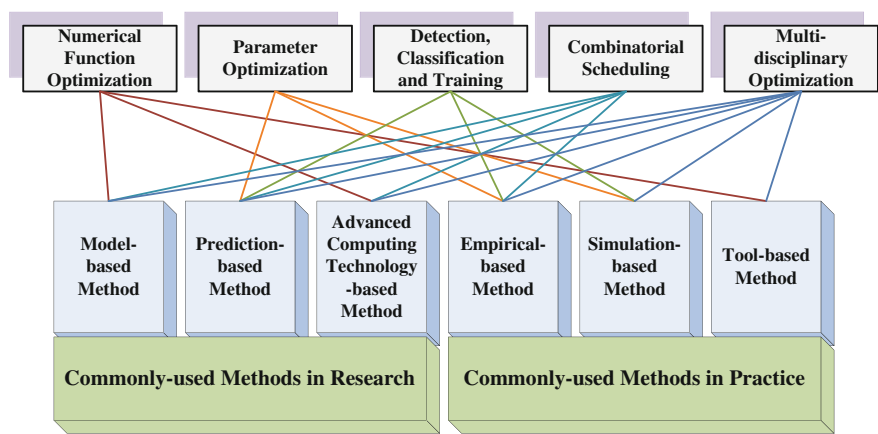 Numerical
Function
Optimization
Parameter
Optimization
Detection,
Classification
and Training
Combinatorial
Scheduling
Multi-
disciplinary
Optimization
Model-
based
Method
Prediction-
based
Method
Advanced
Computing
Technology
-based
Method
Empirical-
based
Method
Simulation-
based
Method
Tool-based
Method
Commonly-used Methods in Research
Commonly-used Methods in Practice